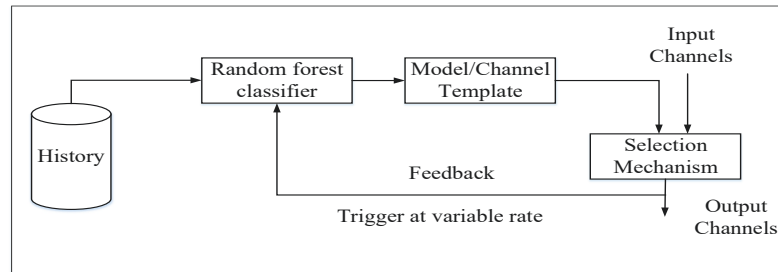 Input
Channels
Random forest
classifier
Model/Channel
Template
History
Selection
Mechanism
Feedback
Trigger at variable rate
Output
Channels